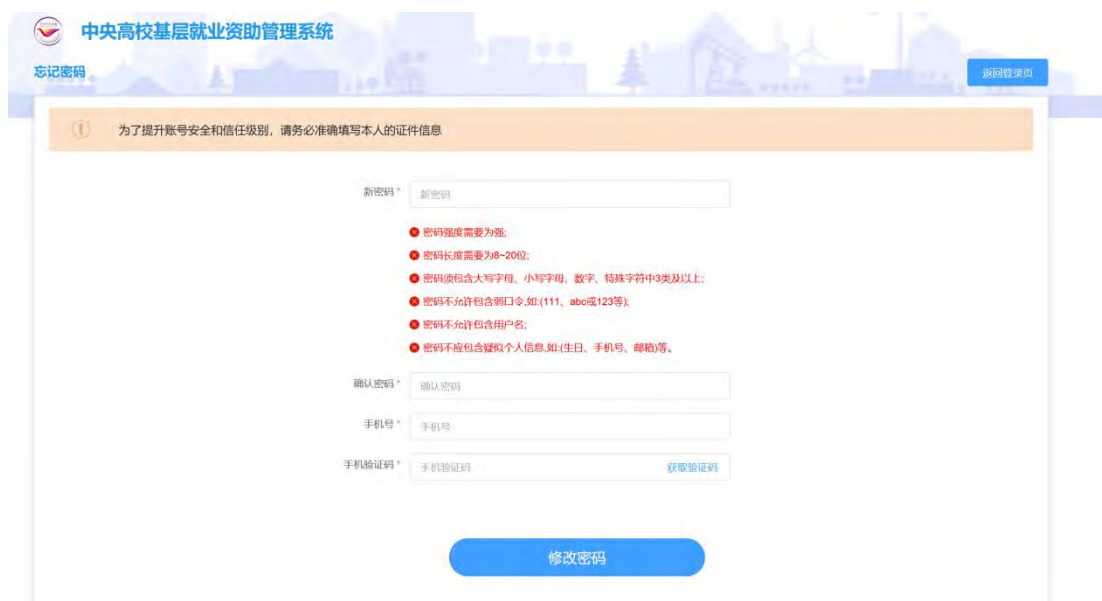 中央高校基层就业资助管理系统
忘记密码
返回登录页
为了提升账号安全和信任级别，请务必准确填写本人的证件信息
新密码 * 新密码
密码强度需要为强;
密码长度需要为8~20位;
密码须包含大写字母、小写字母、数字、特殊字符中3类及以上;
密码不允许包含弱口令,如:(111、abc或123等);
密码不允许包含用户名;
密码不应包含疑似个人信息,如:(生日、手机号、邮箱)等。
确认密码 * 确认密码
手机号 * 手机号
手机验证码 * 手机验证码 获取验证码
修改密码